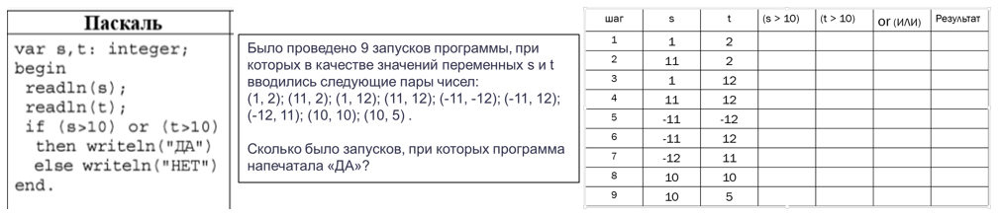 Паскаль
var s,t: integer;
begin
readln(s);
readln(t);
if (s>10) or (t>10)
then writeln("ДА")
else writeln("НЕТ")
end.
Было проведено 9 запусков программы, при
которых в качестве значений переменных s и t
вводились следующие пары чисел:
(1, 2); (11, 2); (1, 12); (11, 12); (-11, -12); (-11, 12);
(-12, 11); (10, 10); (10, 5) .
Сколько было запусков, при которых программа
напечатала «ДА»?
шаг s t (s > 10) (t > 10) or (ИЛИ) Результат
1 1 2
2 11 2
3 1 12
4 11 12
5 -11 -12
6 -11 12
7 -12 11
8 10 10
9 10 5